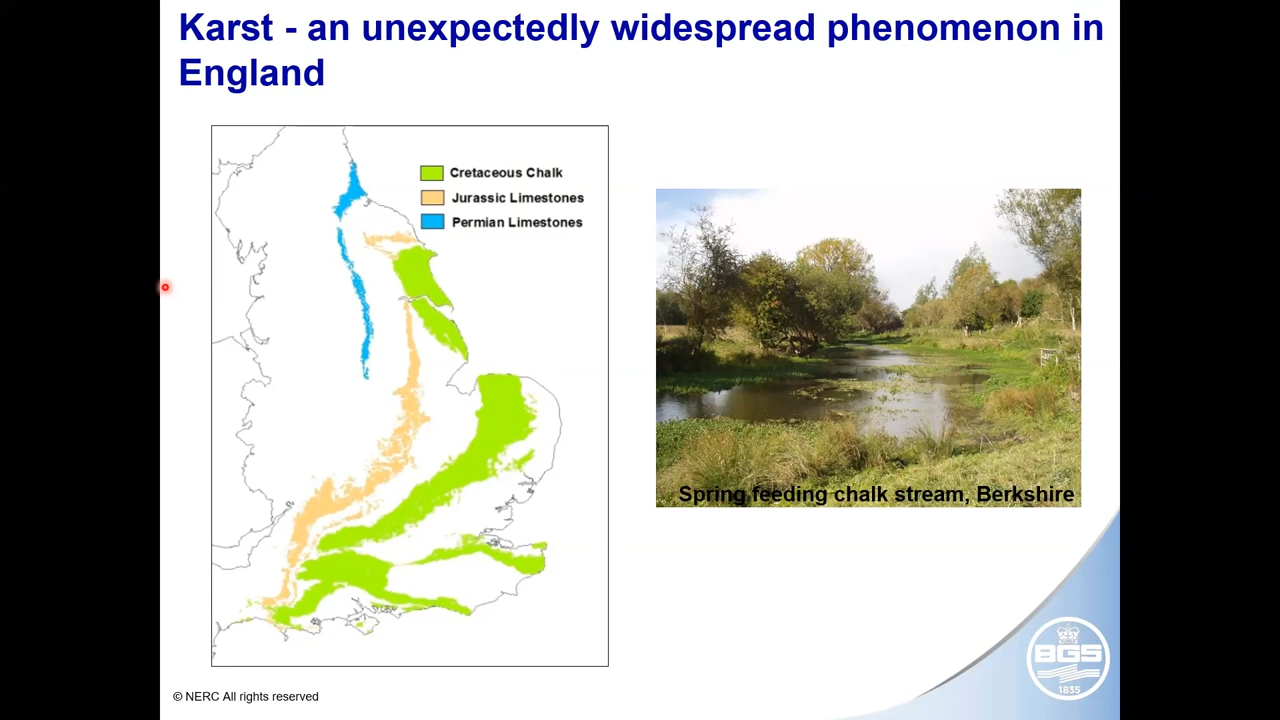 Karst - an unexpectedly widespread phenomenon in
England
Cretaceous Chalk
Jurassic Limestones
Permian Limestones
Spring feeding chalk stream, Berkshire
BGS
1835
© NERC All rights reserved